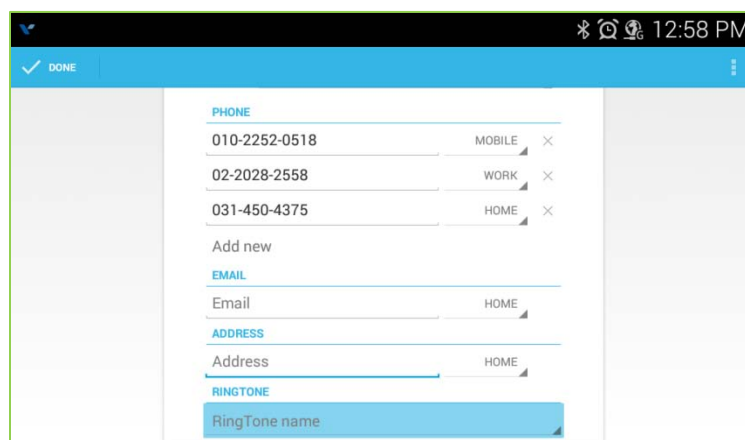 12:58 PM
DONE
PHONE
010-2252-0518 MOBILE
02-2028-2558 WORK
031-450-4375 HOME
Add new
EMAIL
Email HOME
ADDRESS
Address HOME
RINGTONE
RingTone name